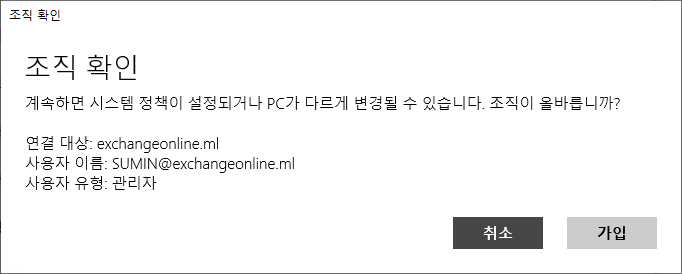 조직 확인
조직 확인
계속하면 시스템 정책이 설정되거나 PC가 다르게 변경될 수 있습니다. 조직이 올바릅니까?
연결 대상: exchangeonline.ml
사용자 이름: SUMIN@exchangeonline.ml
사용자 유형: 관리자
취소 가입